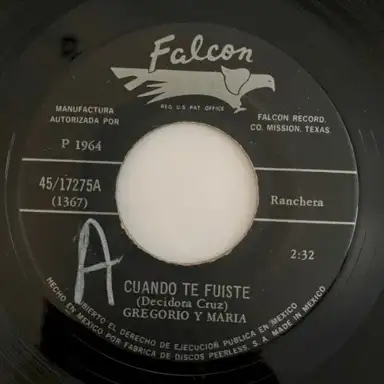 Falcon
REG. U.S. PAT. OFFICE
MANUFACTURA
AUTORIZADA POR
FALCON RECORD.
CO. MISSION, TEXAS.
P 1964
45/17275A
(1367)
Ranchera
2:32
A
CUANDO TE FUISTE
(Decidora Cruz)
GREGORIO Y MARIA
BIERTO EL DERECHO DE EJECUCION PUBLICA EN MEXICO
HECHO EN MEXICO POR FABRICA DE DISCOS PEERLESS, S. A. MADE IN MEXICO